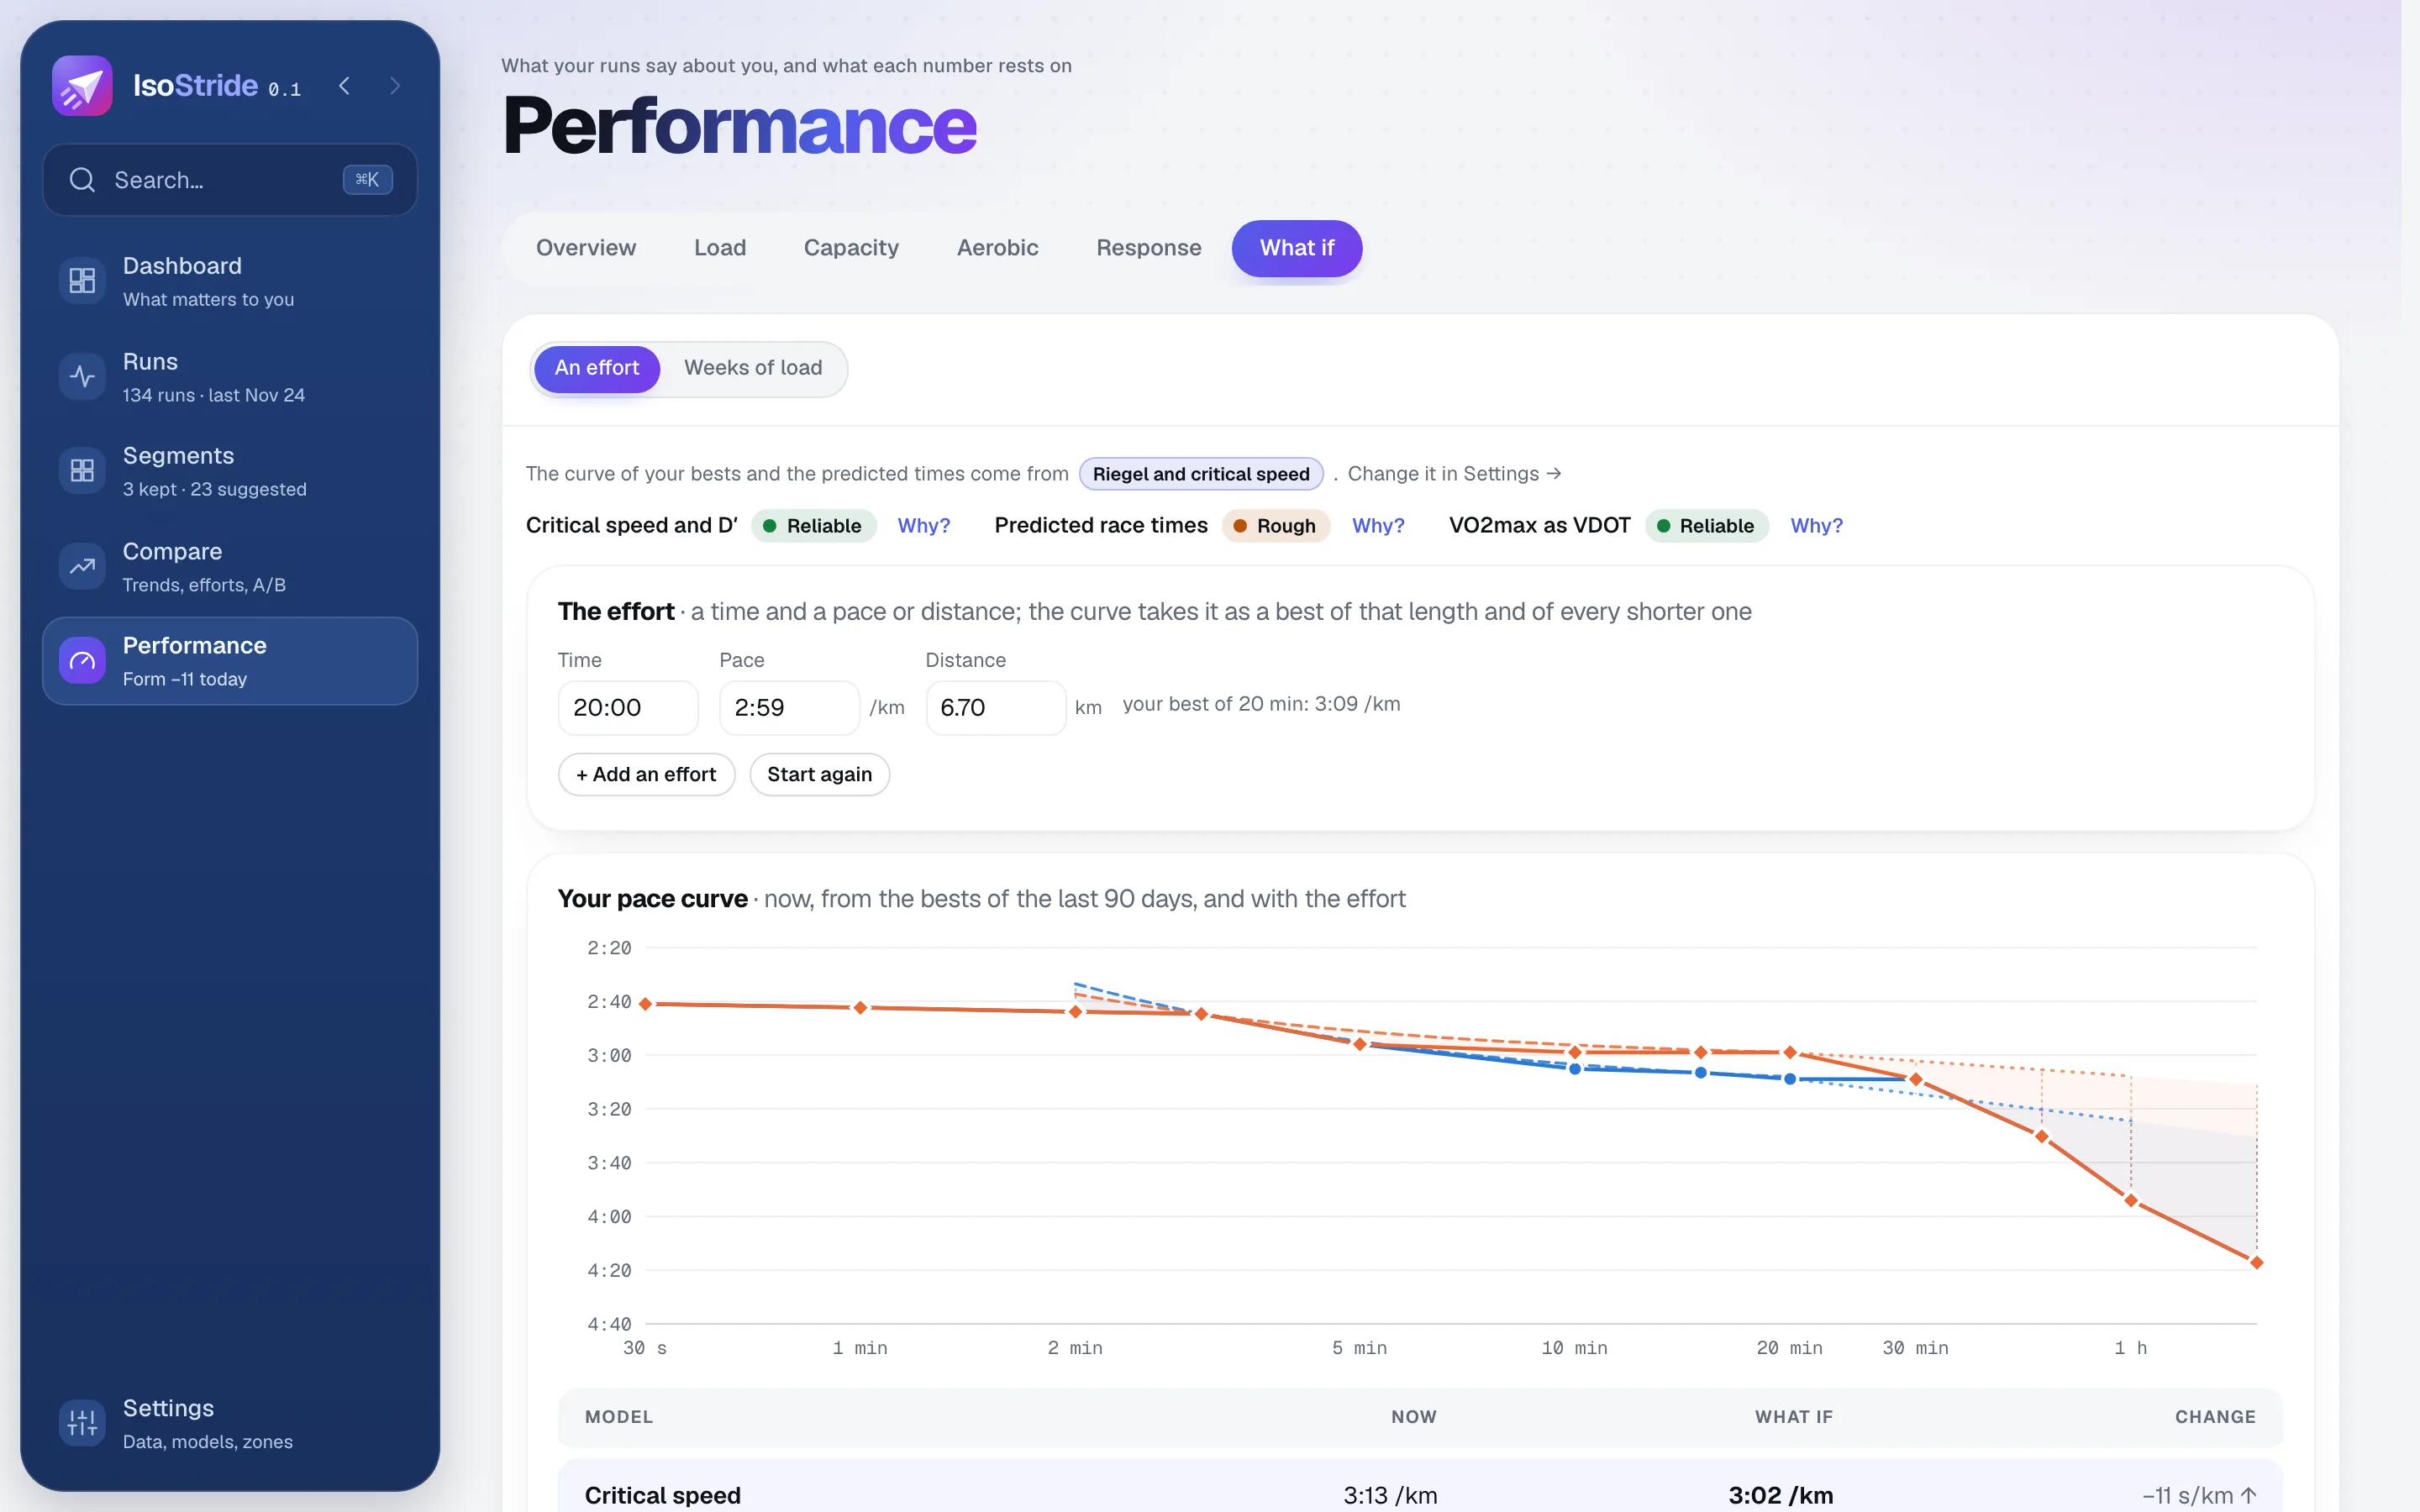 IsoStride 0.1
Search...
⌘K
Dashboard
What matters to you
Runs
134 runs · last Nov 24
Segments
3 kept · 23 suggested
Compare
Trends, efforts, A/B
Performance
Form −11 today
Settings
Data, models, zones
What your runs say about you, and what each number rests on
Performance
Overview Load Capacity Aerobic Response What if
An effort Weeks of load
The curve of your bests and the predicted times come from Riegel and critical speed . Change it in Settings →
Critical speed and D′ Reliable Why? Predicted race times Rough Why? VO2max as VDOT Reliable Why?
The effort · a time and a pace or distance; the curve takes it as a best of that length and of every shorter one
Time Pace Distance
20:00 2:59 /km 6.70 km your best of 20 min: 3:09 /km
+ Add an effort Start again
Your pace curve · now, from the bests of the last 90 days, and with the effort
2:20
2:40
3:00
3:20
3:40
4:00
4:20
4:40
30 s 1 min 2 min 5 min 10 min 20 min 30 min 1 h
MODEL NOW WHAT IF CHANGE
Critical speed 3:13 /km 3:02 /km −11 s/km ↑